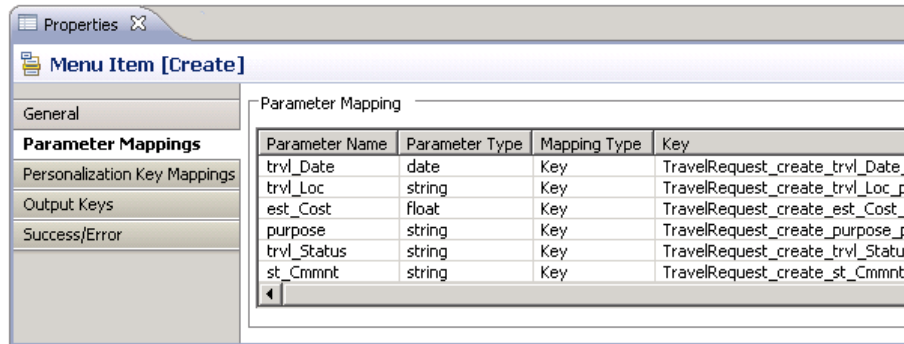 Properties
Menu Item [Create]
General
Parameter Mappings
Personalization Key Mappings
Output Keys
Success/Error
Parameter Mapping
Parameter Name Parameter Type Mapping Type Key
trvl_Date date Key TravelRequest_create_trvl_Date_
trvl_Loc string Key TravelRequest_create_trvl_Loc_p
est_Cost float Key TravelRequest_create_est_Cost_
purpose string Key TravelRequest_create_purpose_p
trvl_Status string Key TravelRequest_create_trvl_Statu
st_Cmmnt string Key TravelRequest_create_st_Cmmnt